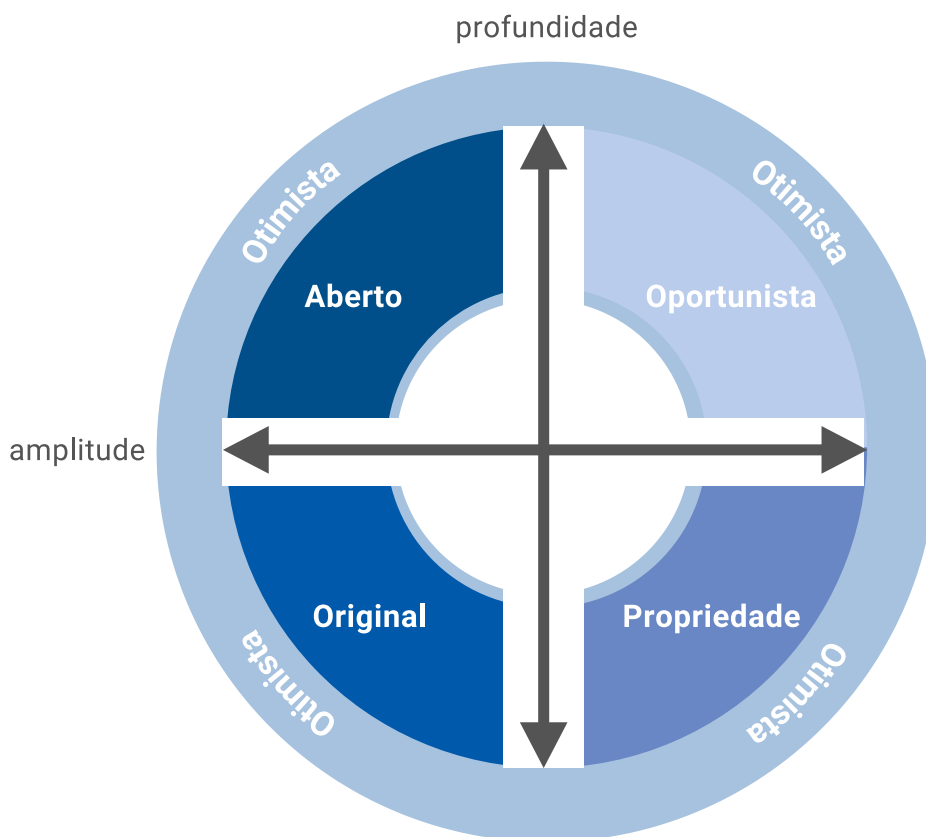 profundidade
Otimista
Otimista
Aberto
Oportunista
amplitude
Original
Propriedade
Otimista
Otimista